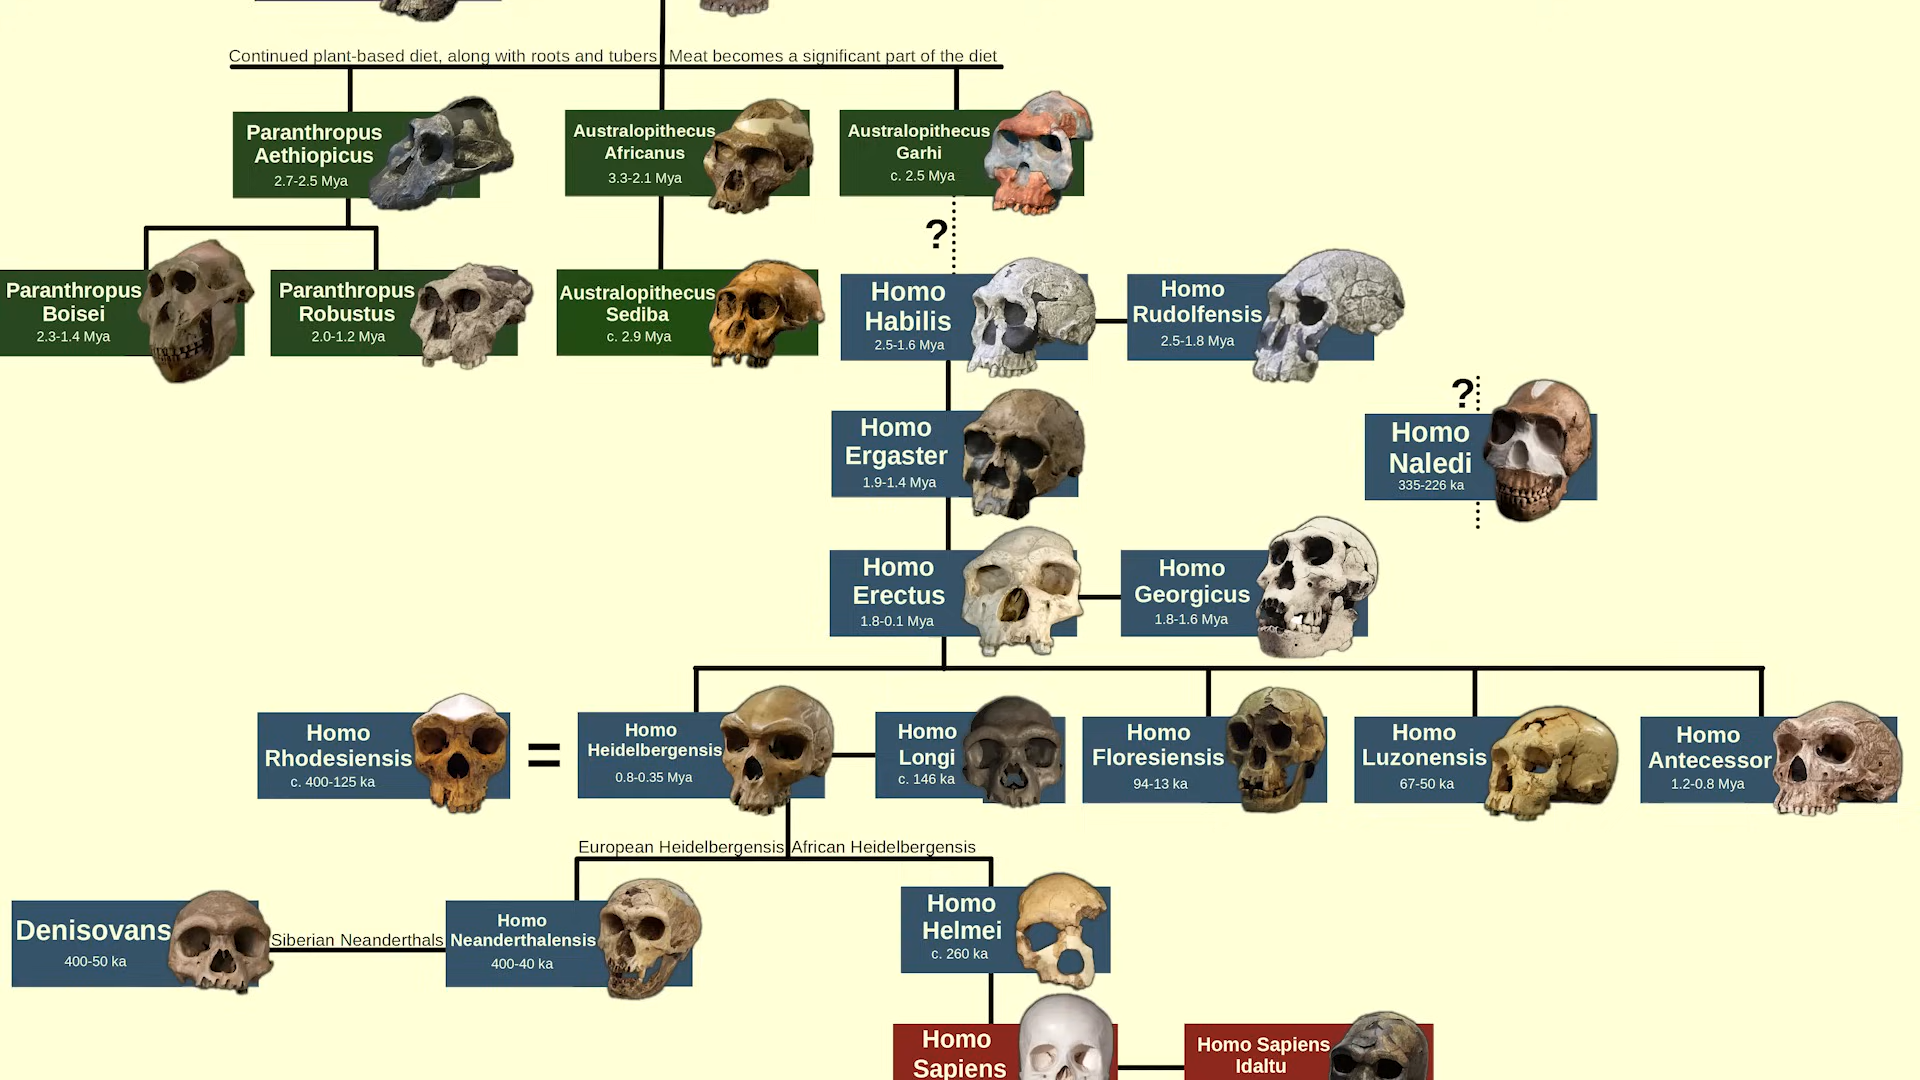 Continued plant-based diet, along with roots and tubers
Meat becomes a significant part of the diet
Paranthropus
Aethiopicus
2.7-2.5 Mya
Australopithecus
Africanus
3.3-2.1 Mya
Australopithecus
Garhi
c. 2.5 Mya
?
Paranthropus
Boisei
2.3-1.4 Mya
Paranthropus
Robustus
2.0-1.2 Mya
Australopithecus
Sediba
c. 2.9 Mya
Homo
Habilis
2.5-1.6 Mya
Homo
Rudolfensis
2.5-1.8 Mya
?
Homo
Ergaster
1.9-1.4 Mya
Homo
Naledi
335-226 ka
Homo
Erectus
1.8-0.1 Mya
Homo
Georgicus
1.8-1.6 Mya
Homo
Rhodesiensis
c. 400-125 ka
=
Homo
Heidelbergensis
0.8-0.35 Mya
Homo
Longi
c. 146 ka
Homo
Floresiensis
94-13 ka
Homo
Luzonensis
67-50 ka
Homo
Antecessor
1.2-0.8 Mya
European Heidelbergensis
African Heidelbergensis
Denisovans
400-50 ka
Siberian Neanderthals
Homo
Neanderthalensis
400-40 ka
Homo
Helmei
c. 260 ka
Homo
Sapiens
Homo Sapiens
Idaltu